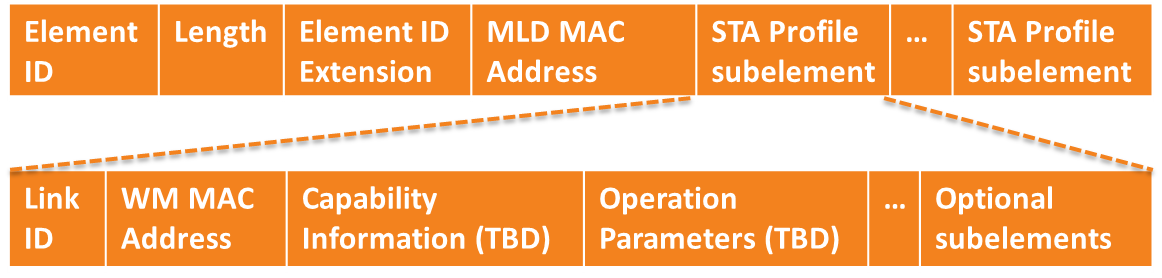 Element ID
Length
Element ID Extension
MLD MAC Address
STA Profile subelement
...
STA Profile subelement
Link ID
WM MAC Address
Capability Information (TBD)
Operation Parameters (TBD)
...
Optional subelements